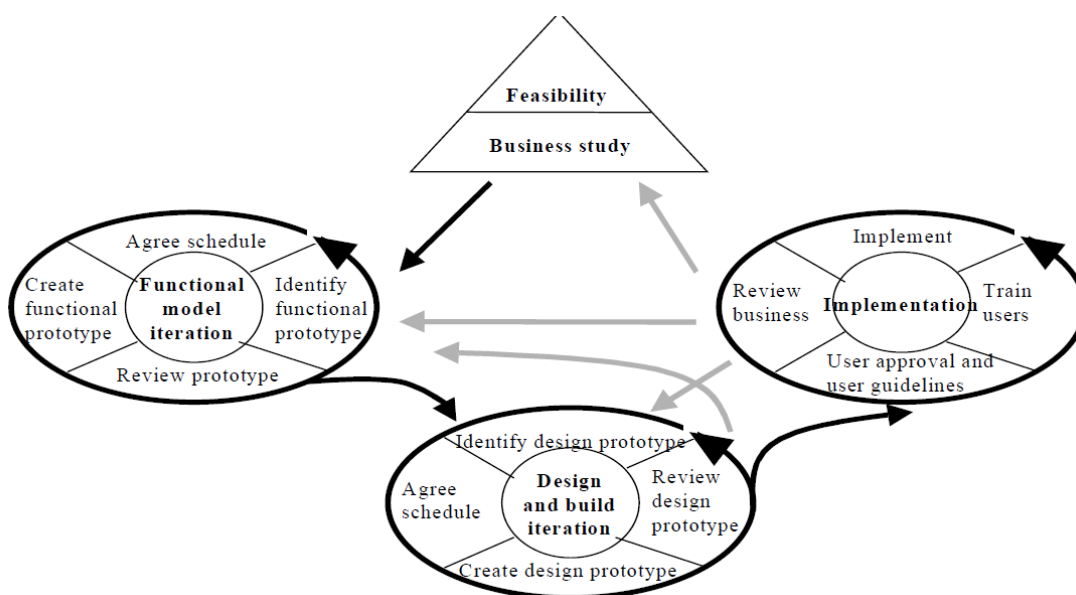 Feasibility
Business study
Agree schedule
Create
functional
prototype
Functional
model
iteration
Identify
functional
prototype
Review prototype
Implement
Review
business
Implementation
Train
users
User approval and
user guidelines
Identify design prototype
Agree
schedule
Design
and build
iteration
Review
design
prototype
Create design prototype